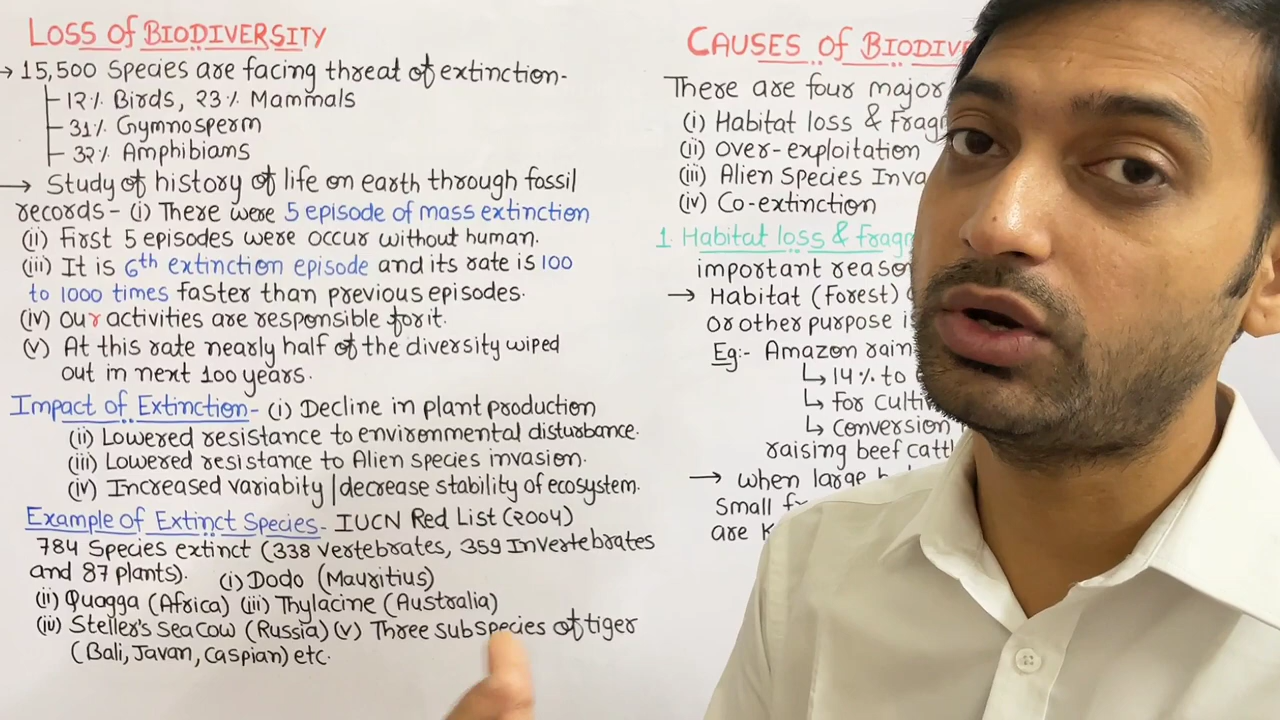 LOSS of BIODIVERSITY
→ 15,500 Species are facing threat of extinction-
12% Birds, 23% Mammals
31% Gymnosperm
32% Amphibians
→ Study of history of life on earth through fossil
records- (i) There were 5 episode of mass extinction
(ii) First 5 episodes were occur without human.
(iii) It is 6th extinction episode and its rate is 100
to 1000 times faster than previous episodes.
(iv) Our activities are responsible for it.
(v) At this rate nearly half of the diversity wiped
out in next 100 years.
Impact of Extinction- (i) Decline in plant production
(ii) Lowered resistance to environmental disturbance.
(iii) Lowered resistance to Alien species invasion.
(iv) Increased variabity | decrease stability of ecosystem.
Example of Extinct Species- IUCN Red List (2004)
784 Species extinct (338 vertebrates, 359 Invertebrates
and 87 plants). (i) Dodo (Mauritius)
(ii) Quagga (Africa) (iii) Thylacine (Australia)
(iv) Steller's Sea Cow (Russia) (v) Three subspecies of tiger
(Bali, Javan, Caspian) etc.
CAUSES of
There are four major
(i) Habitat loss &
(ii) Over-exploitation
(iii) Alien Species
(iv) Co-extinction
1. Habitat loss &
important
→ Habitat (Forest)
or other purpose
Eg:- Amazon
↳ 14% to
↳ for
↳ Conversion
raising beef
→ when large
Small
are